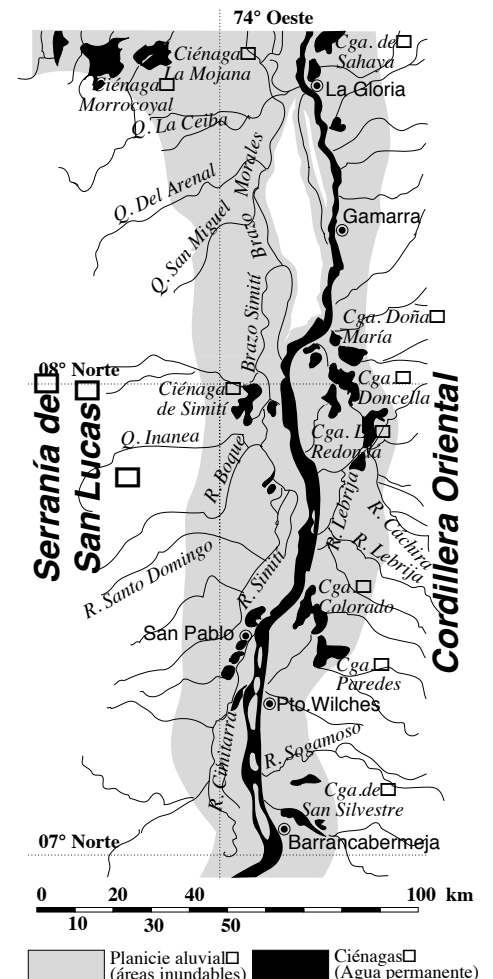 74° Oeste
Cga. de
Sahaya
Ciénaga
La Mojana
Ciénaga
Morrocoyal
La Gloria
Q. La Ceiba
Brazo Morales
Q. Del Arenal
Q. San Miguel
Gamarra
Brazo Simití
Cga. Doña
María
08° Norte
Ciénaga
de Simití
Cga.
Doncella
Serranía de
San Lucas
Q. Inanea
R. Boque
Cga. La
Redonda
Cordillera Oriental
R. Lebrija
R. Cáchira
R. Lebrija
R. Santo Domingo
R. Simití
Cga
Colorado
San Pablo
Cga
Paredes
Pto.Wilches
R. Cimitarra
R. Sogamoso
Cga.de
San Silvestre
07° Norte
Barrancabermeja
0 20 40 100 km
10 30 50
Planicie aluvial
(áreas inundables)
Ciénagas
(Agua permanente)